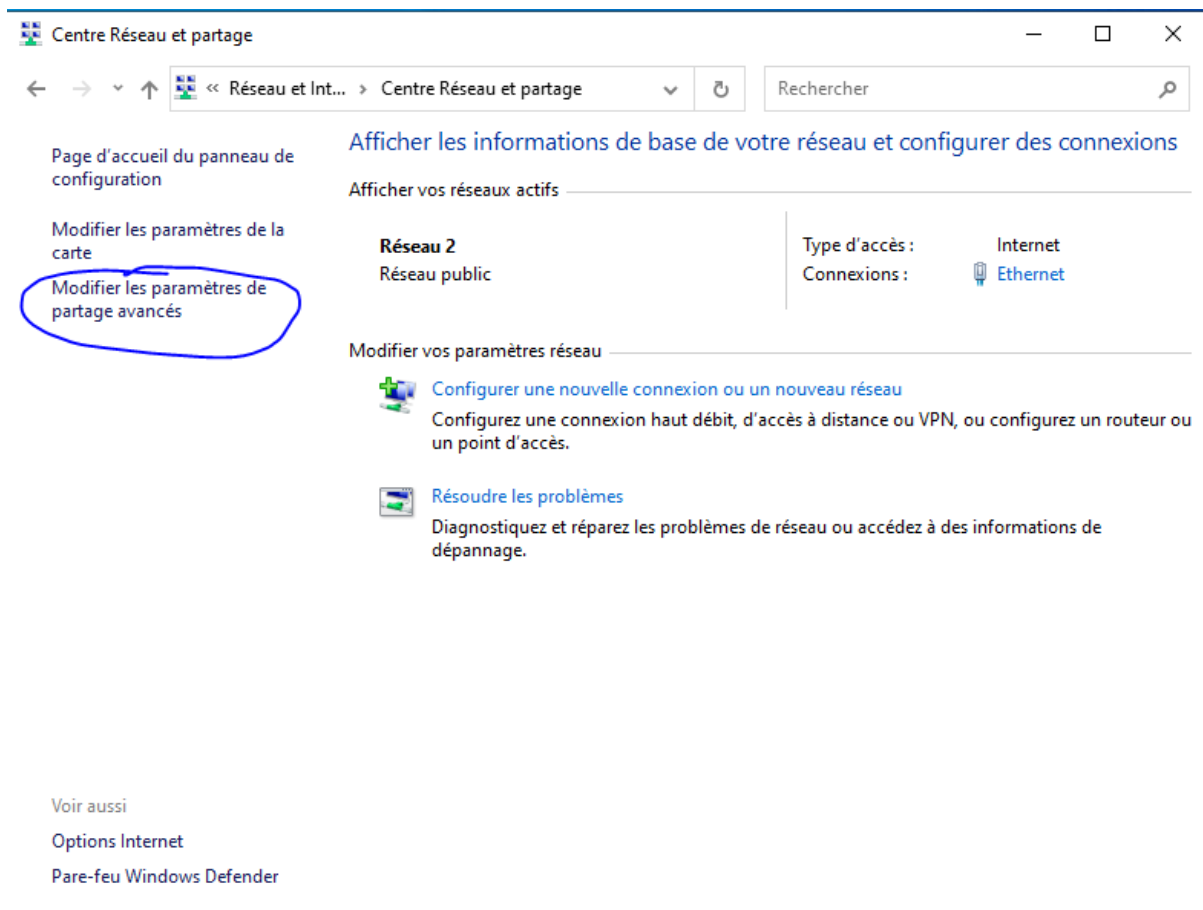 Centre Réseau et partage
« Réseau et Int... > Centre Réseau et partage
Rechercher
Page d'accueil du panneau de
configuration
Modifier les paramètres de la
carte
Modifier les paramètres de
partage avancés
Afficher les informations de base de votre réseau et configurer des connexions
Afficher vos réseaux actifs
Réseau 2
Réseau public
Type d'accès : Internet
Connexions : Ethernet
Modifier vos paramètres réseau
Configurer une nouvelle connexion ou un nouveau réseau
Configurez une connexion haut débit, d'accès à distance ou VPN, ou configurez un routeur ou
un point d'accès.
Résoudre les problèmes
Diagnostiquez et réparez les problèmes de réseau ou accédez à des informations de
dépannage.
Voir aussi
Options Internet
Pare-feu Windows Defender